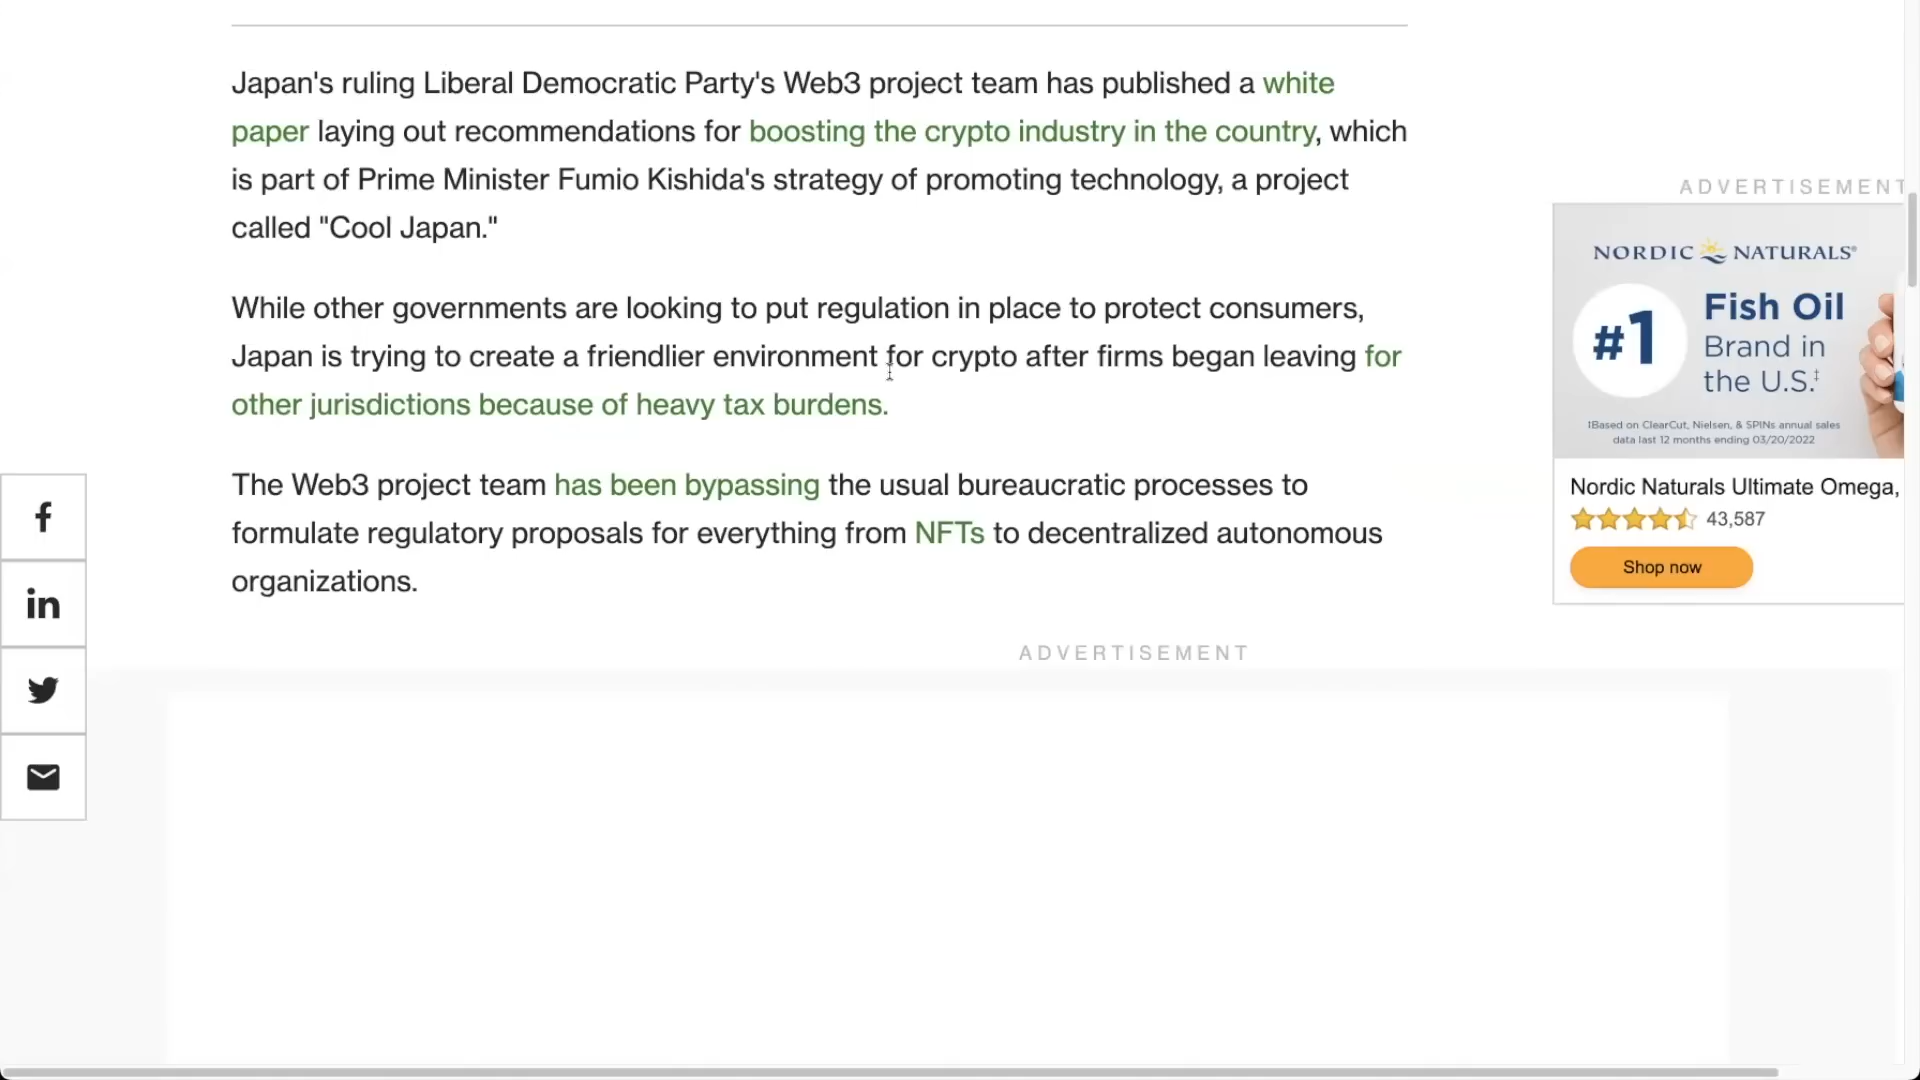 Japan's ruling Liberal Democratic Party's Web3 project team has published a white
paper laying out recommendations for boosting the crypto industry in the country, which
is part of Prime Minister Fumio Kishida's strategy of promoting technology, a project
called "Cool Japan."
While other governments are looking to put regulation in place to protect consumers,
Japan is trying to create a friendlier environment for crypto after firms began leaving for
other jurisdictions because of heavy tax burdens.
The Web3 project team has been bypassing the usual bureaucratic processes to
formulate regulatory proposals for everything from NFTs to decentralized autonomous
organizations.
ADVERTISEMENT
ADVERTISEMENT
NORDIC NATURALS®
#1
Fish Oil
Brand in
the U.S.‡
‡Based on ClearCut, Nielsen, & SPINs annual sales
data last 12 months ending 03/20/2022
Nordic Naturals Ultimate Omega,
43,587
Shop now